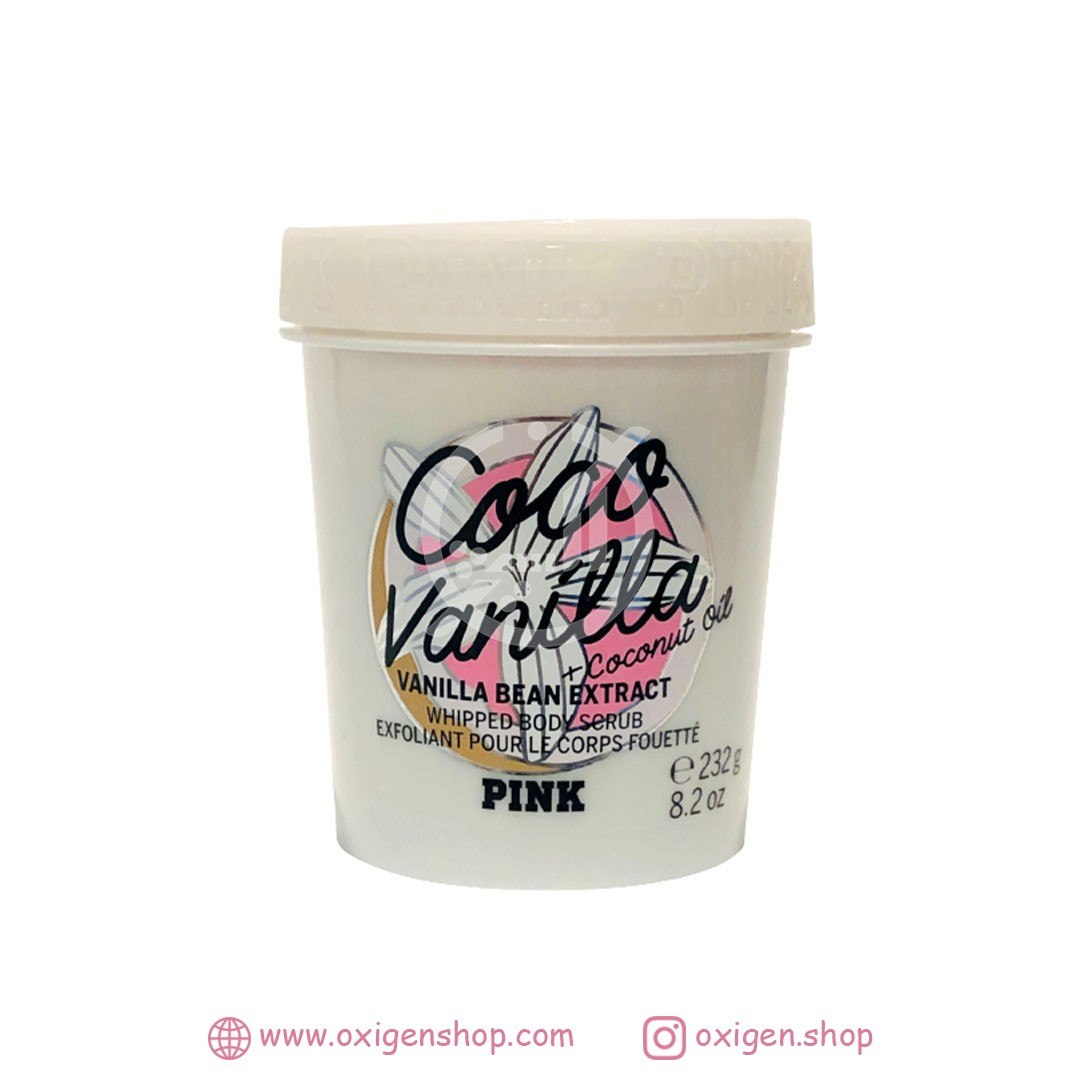 Coco
Vanilla
+ Coconut oil
VANILLA BEAN EXTRACT
WHIPPED BODY SCRUB
EXFOLIANT POUR LE CORPS FOUETTÉ
PINK
e 232 g
8.2 oz
www.oxigenshop.com
oxigen.shop